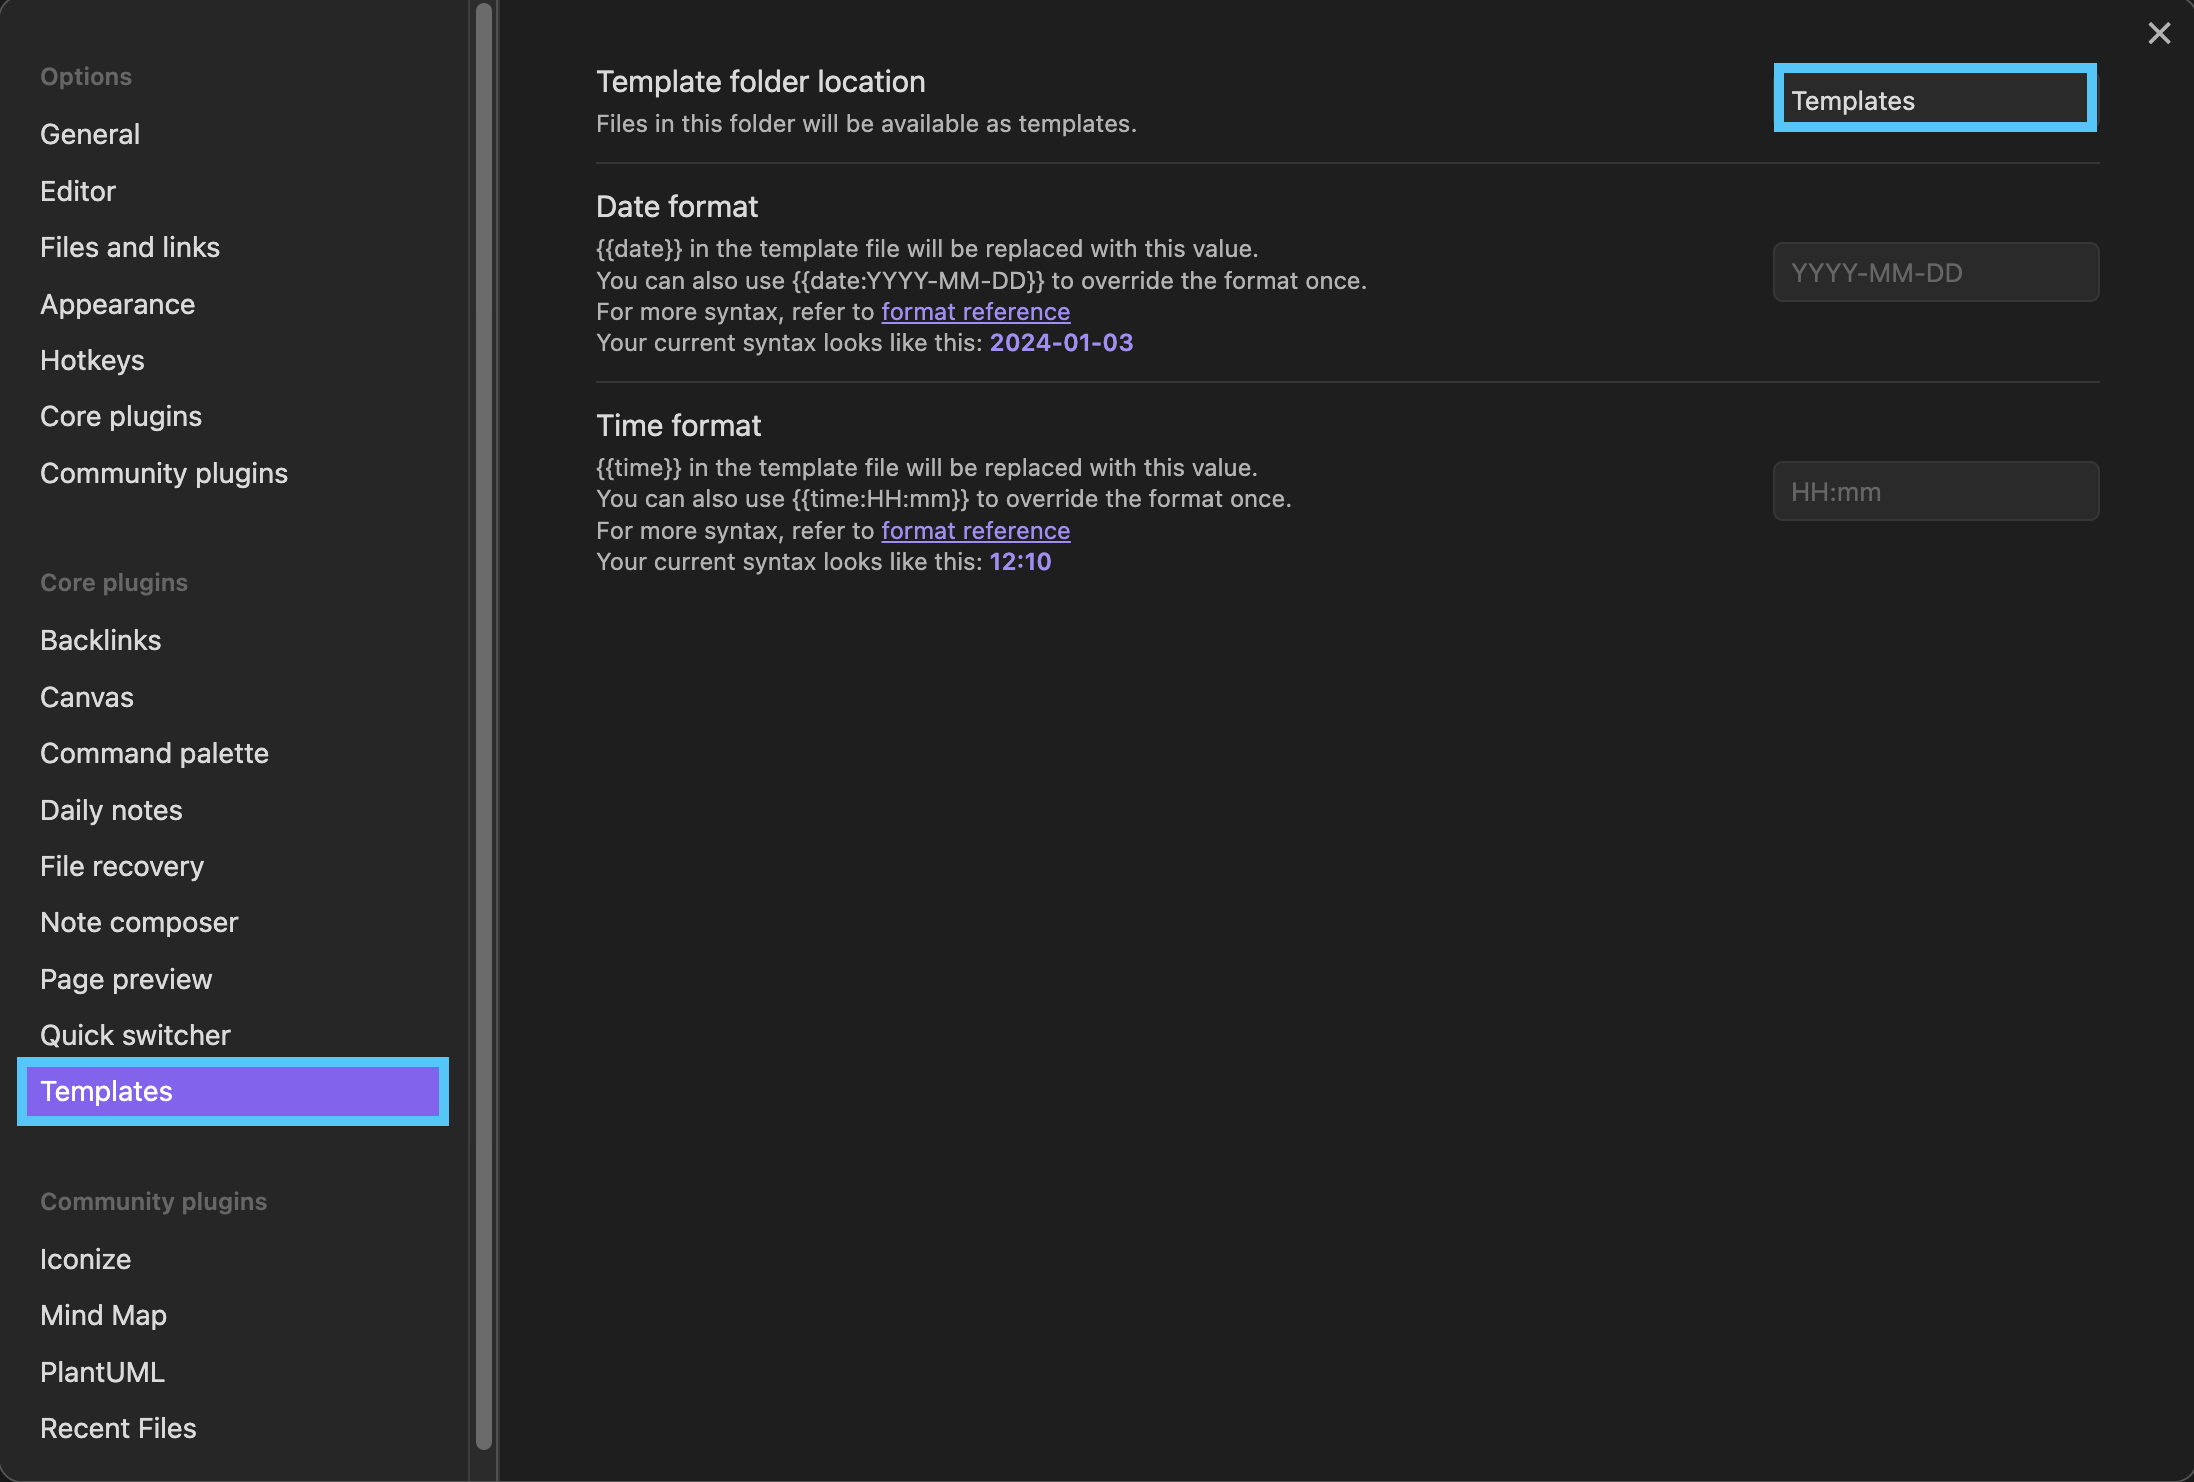 Options
General
Editor
Files and links
Appearance
Hotkeys
Core plugins
Community plugins
Core plugins
Backlinks
Canvas
Command palette
Daily notes
File recovery
Note composer
Page preview
Quick switcher
Templates
Community plugins
Iconize
Mind Map
PlantUML
Recent Files
Template folder location
Files in this folder will be available as templates.
Templates
Date format
{{date}} in the template file will be replaced with this value.
You can also use {{date:YYYY-MM-DD}} to override the format once.
For more syntax, refer to format reference
Your current syntax looks like this: 2024-01-03
YYYY-MM-DD
Time format
{{time}} in the template file will be replaced with this value.
You can also use {{time:HH:mm}} to override the format once.
For more syntax, refer to format reference
Your current syntax looks like this: 12:10
HH:mm